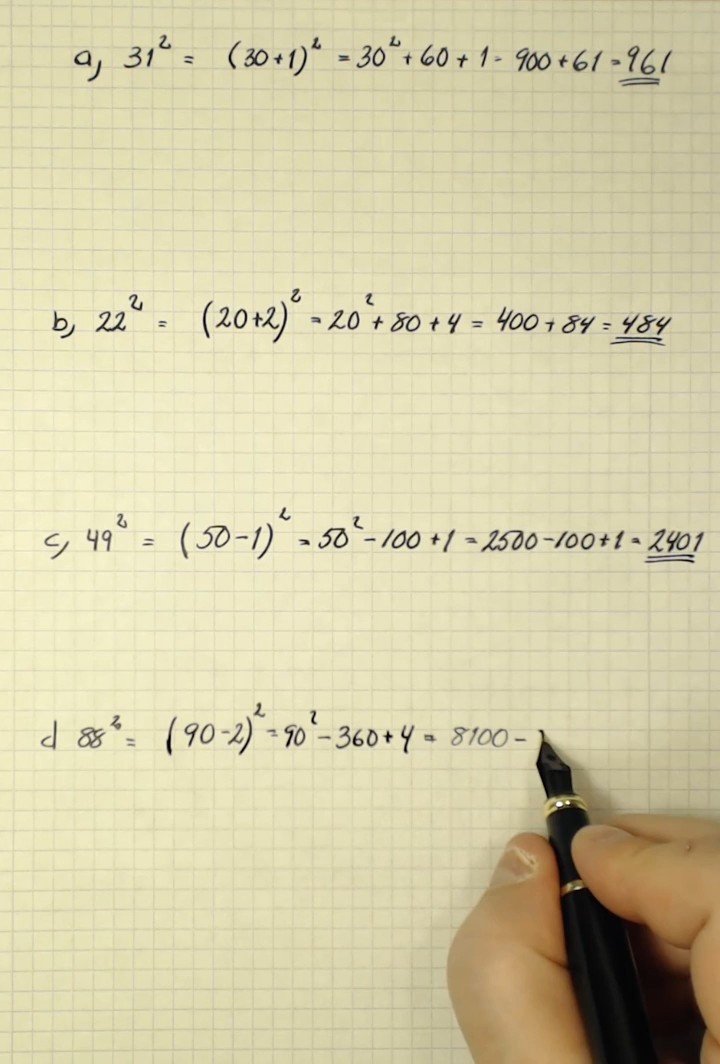 a) 31² = (30+1)² = 30² + 60 + 1 = 900 + 61 = 961
b) 22² = (20+2)² = 20² + 80 + 4 = 400 + 84 = 484
c) 49² = (50-1)² = 50² - 100 + 1 = 2500 - 100 + 1 = 2401
d 88² = (90-2)² = 90² - 360 + 4 = 8100 -